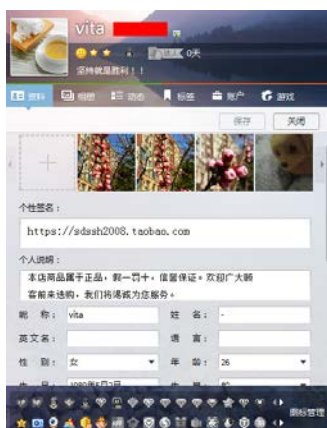 vita
0天
坚持就是胜利!!
资料 相册 动态 标签 账户 游戏
保存 关闭
个性签名:
https://sdssh2008.taobao.com
个人说明:
本店商品属于正品,假一罚十,信誉保证。欢迎广大顾
客前来选购,我们将竭诚为您服务。
昵 称: vita 姓 名: -
英文名: 语 言:
性 别: 女 年 龄: 26
图标管理